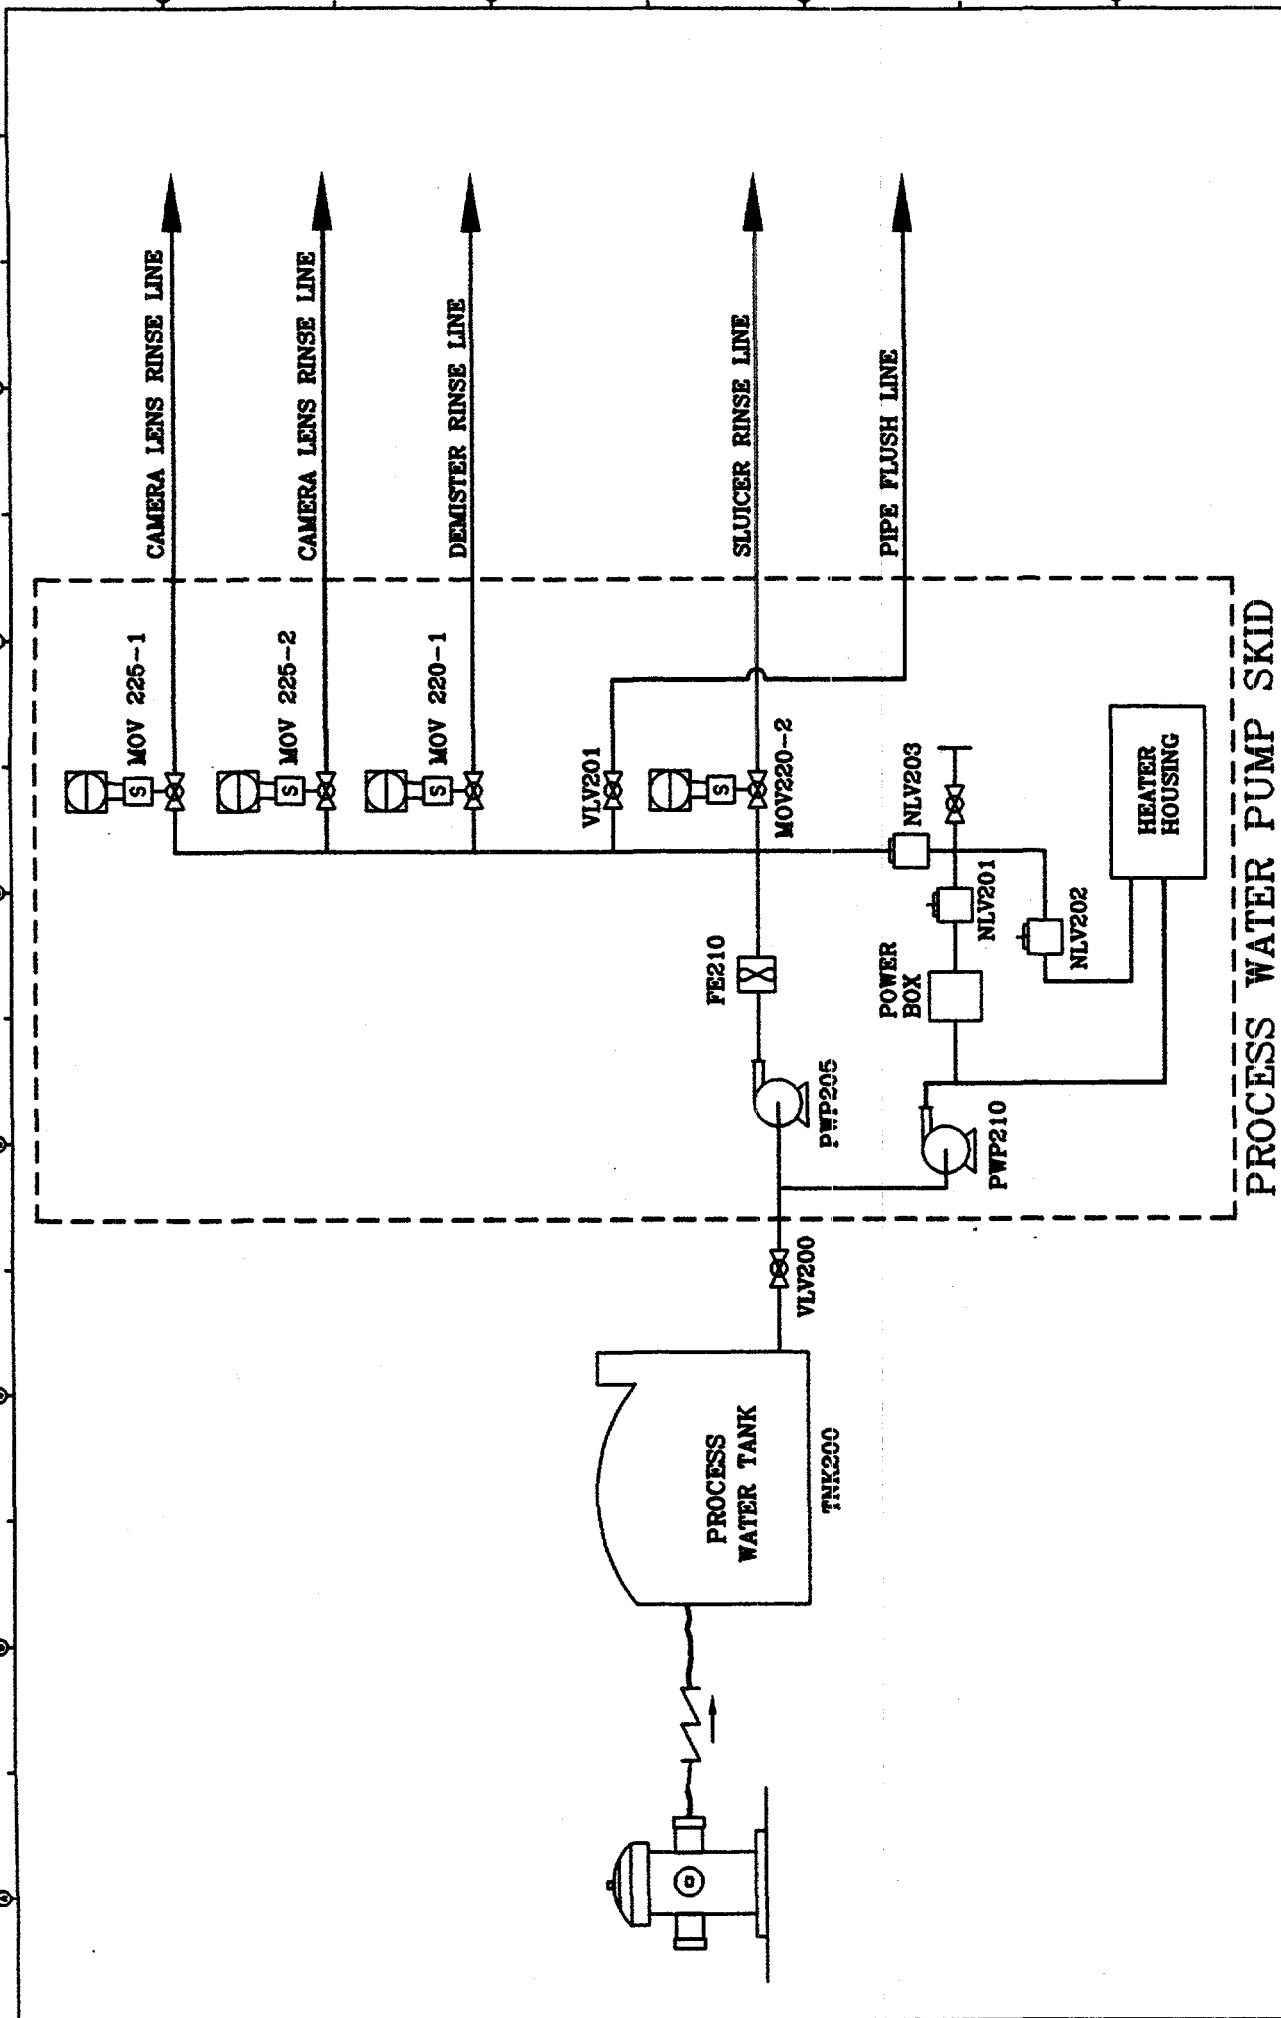 CAMERA LENS RINSE LINE
MOV 225-1
S
CAMERA LENS RINSE LINE
MOV 225-2
S
DEMISTER RINSE LINE
MOV 220-1
S
VLV201
SLUICER RINSE LINE
MOV220-2
S
PIPE FLUSH LINE
FE210
PWP205
NLV203
NLV201
NLV202
POWER
BOX
HEATER
HOUSING
PWP210
VLV200
PROCESS
WATER TANK
TNK200
PROCESS WATER PUMP SKID